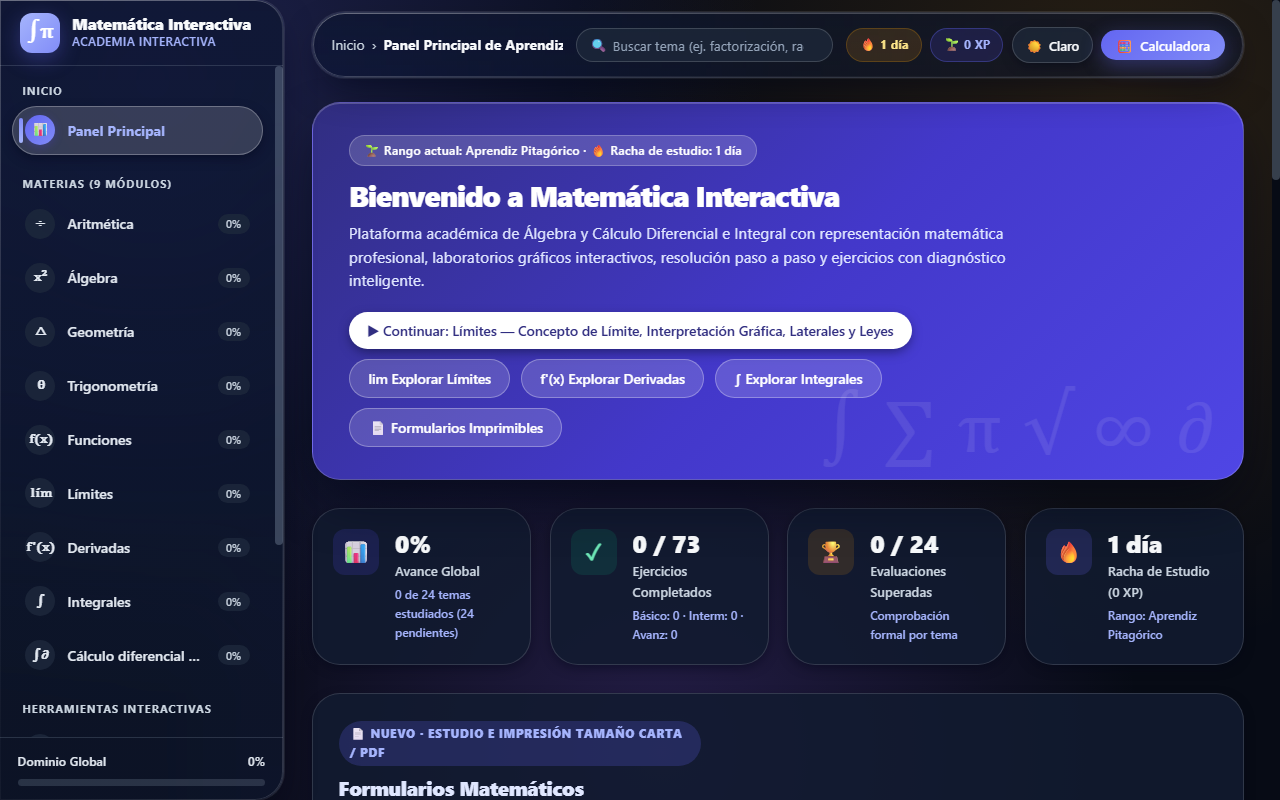 ∫π
Matemática Interactiva
ACADEMIA INTERACTIVA
INICIO
Panel Principal
MATERIAS (9 MÓDULOS)
÷ Aritmética 0%
x² Álgebra 0%
Δ Geometría 0%
θ Trigonometría 0%
f(x) Funciones 0%
lím Límites 0%
f'(x) Derivadas 0%
∫ Integrales 0%
∫∂ Cálculo diferencial ... 0%
HERRAMIENTAS INTERACTIVAS
Dominio Global 0%
Inicio › Panel Principal de Aprendiz
Buscar tema (ej. factorización, ra
1 día
0 XP
Claro
Calculadora
Rango actual: Aprendiz Pitagórico · Racha de estudio: 1 día
Bienvenido a Matemática Interactiva
Plataforma académica de Álgebra y Cálculo Diferencial e Integral con representación matemática
profesional, laboratorios gráficos interactivos, resolución paso a paso y ejercicios con diagnóstico
inteligente.
▶ Continuar: Límites — Concepto de Límite, Interpretación Gráfica, Laterales y Leyes
lim Explorar Límites
f'(x) Explorar Derivadas
∫ Explorar Integrales
Formularios Imprimibles
∫ ∑ π √ ∞ ∂
0%
Avance Global
0 de 24 temas
estudiados (24
pendientes)
✓
0 / 73
Ejercicios
Completados
Básico: 0 · Interm: 0 ·
Avanz: 0
0 / 24
Evaluaciones
Superadas
Comprobación
formal por tema
1 día
Racha de Estudio
(0 XP)
Rango: Aprendiz
Pitagórico
NUEVO · ESTUDIO E IMPRESIÓN TAMAÑO CARTA
/ PDF
Formularios Matemáticos